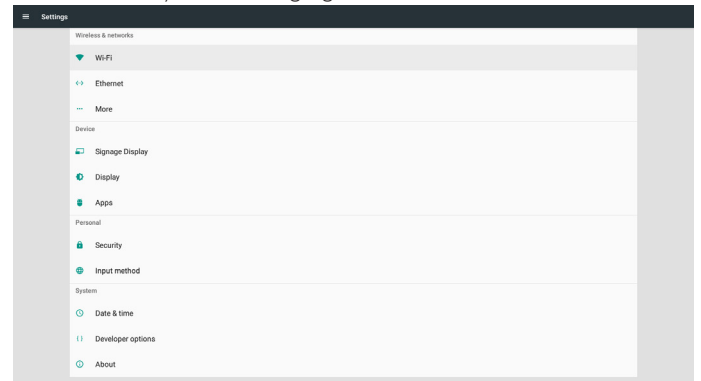 Settings
Wireless & networks
Wi-Fi
Ethernet
More
Device
Signage Display
Display
Apps
Personal
Security
Input method
System
Date & time
Developer options
About